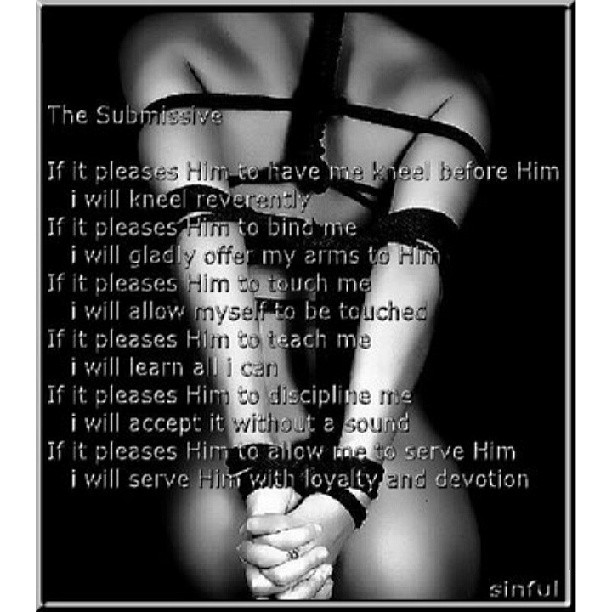 The Submissive
If it pleases Him to have me kneel before Him
i will kneel reverently
If it pleases Him to bind me
i will gladly offer my arms to Him
If it pleases Him to touch me
i will allow myself to be touched
If it pleases Him to teach me
i will learn all i can
If it pleases Him to discipline me
i will accept it without a sound
If it pleases Him to allow me to serve Him
i will serve Him with loyalty and devotion
sinful